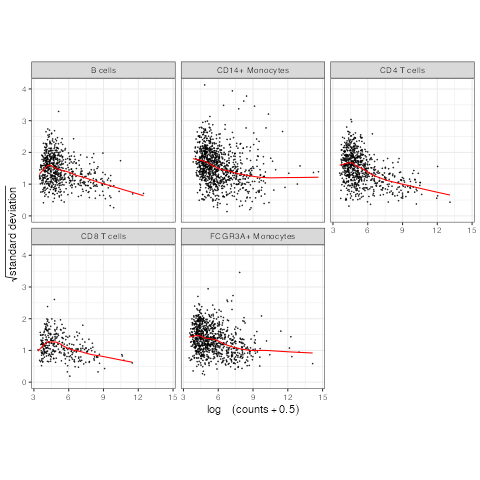 B cells
CD14+ Monocytes
CD4 T cells
4
3
2
1
0
3 6 9 12 15
CD8 T cells
FCGR3A+ Monocytes
4
3
2
1
0
3 6 9 12 15
3 6 9 12 15
√standard deviation
log (counts + 0.5)